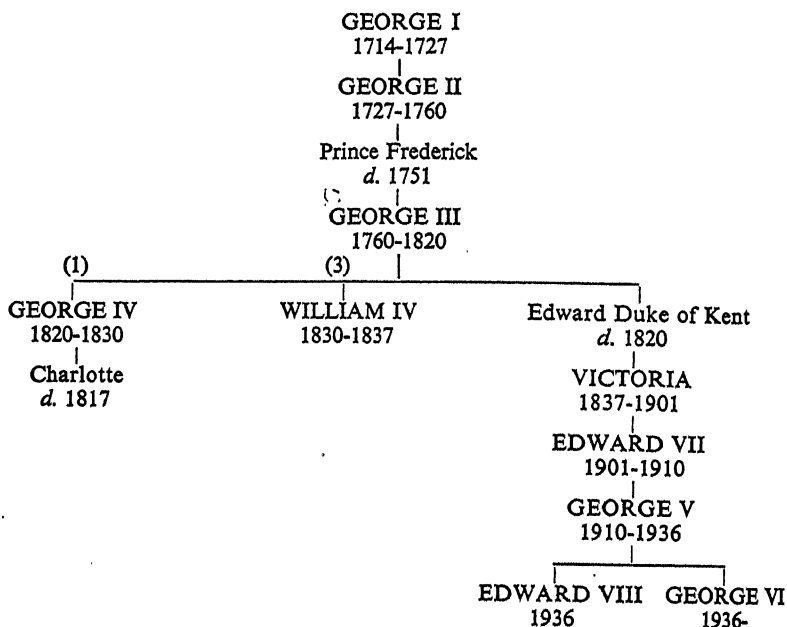 GEORGE I
1714-1727
GEORGE II
1727-1760
Prince Frederick
d. 1751
GEORGE III
1760-1820
(1) (3)
GEORGE IV WILLIAM IV Edward Duke of Kent
1820-1830 1830-1837 d. 1820
Charlotte VICTORIA
d. 1817 1837-1901
EDWARD VII
1901-1910
GEORGE V
1910-1936
EDWARD VIII GEORGE VI
1936 1936-